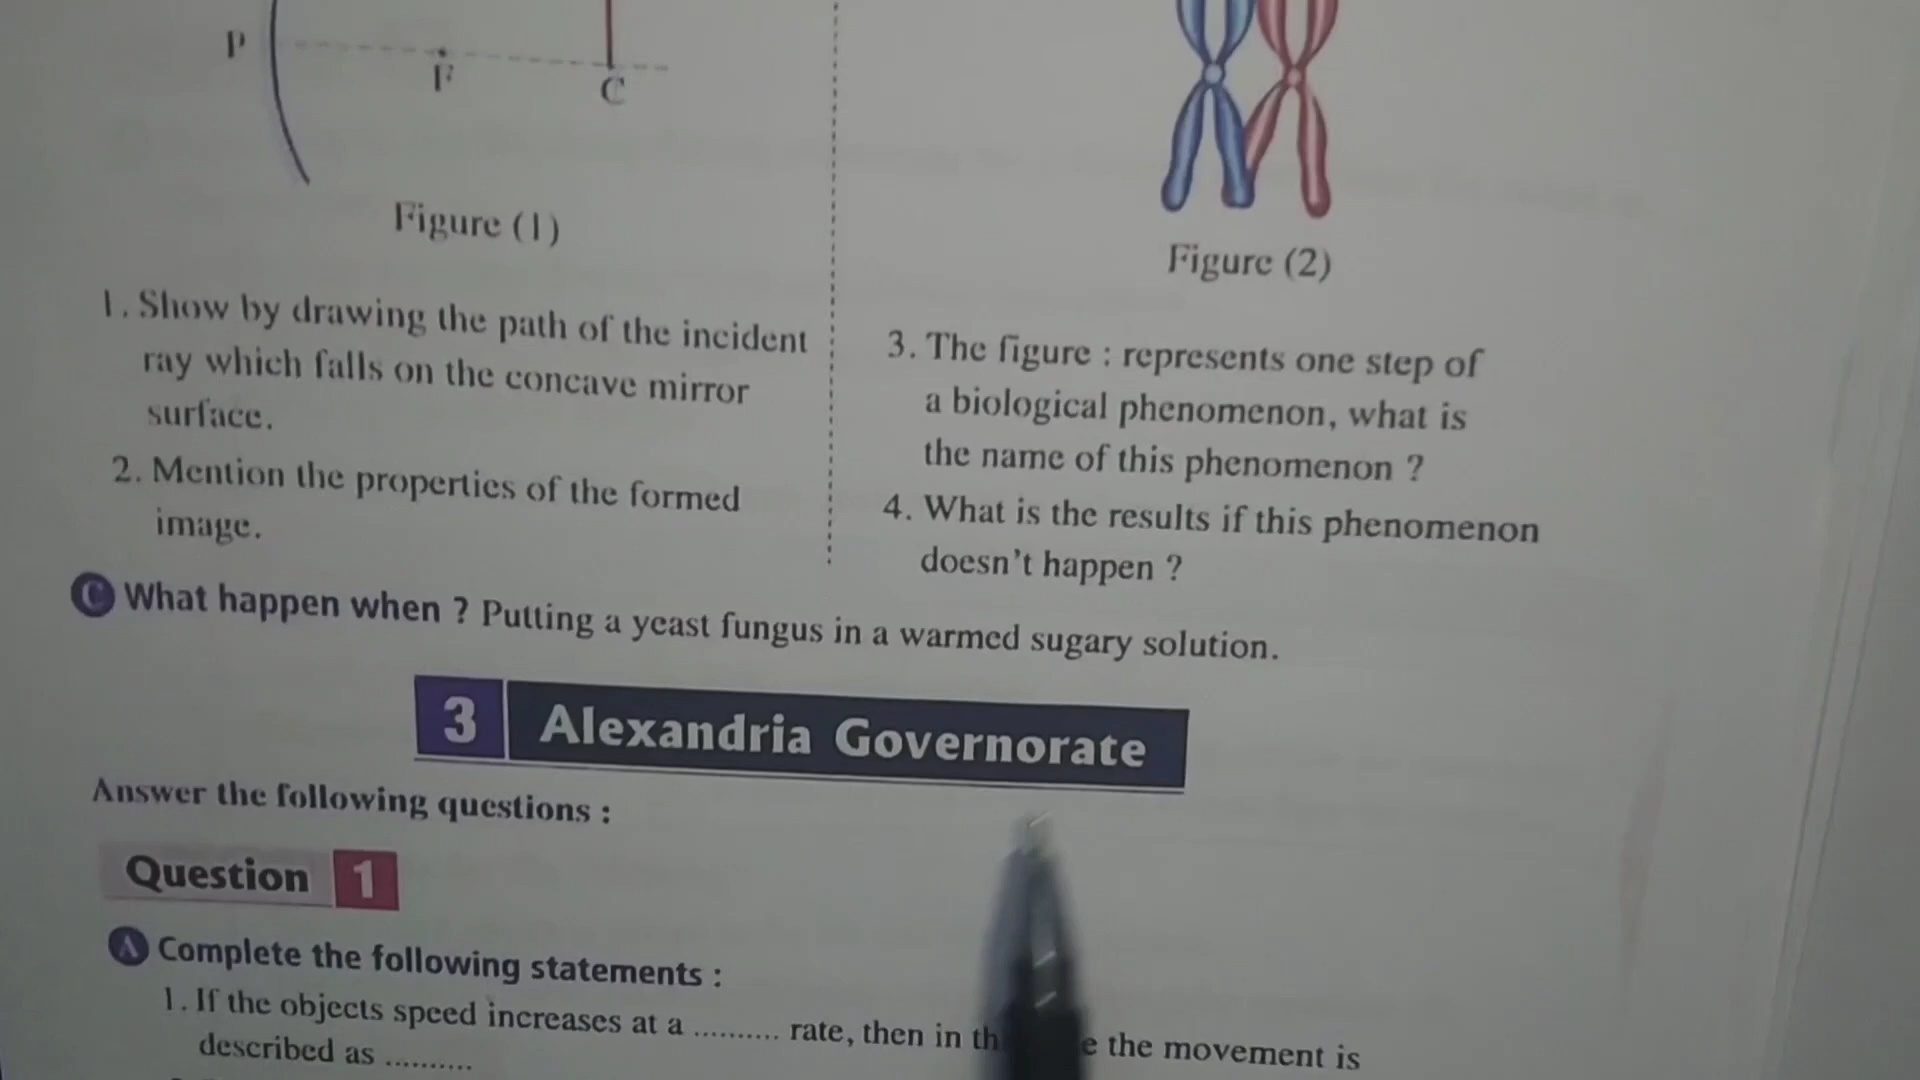 P
F
C
Figure (1)
1. Show by drawing the path of the incident
ray which falls on the concave mirror
surface.
2. Mention the properties of the formed
image.
Figure (2)
3. The figure : represents one step of
a biological phenomenon, what is
the name of this phenomenon ?
4. What is the results if this phenomenon
doesn't happen ?
C What happen when ? Putting a yeast fungus in a warmed sugary solution.
3 Alexandria Governorate
Answer the following questions :
Question 1
A Complete the following statements :
1. If the objects speed increases at a .......... rate, then in the movement is
described as ..........